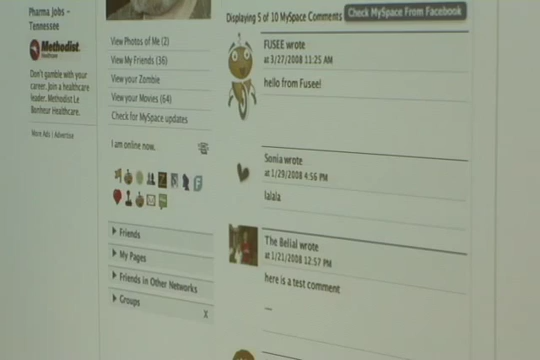 Pharma Jobs -
Tennessee
Methodist
Healthcare
Don't gamble with your
career. Join a healthcare
leader. Methodist Le
Bonheur Healthcare.
More Ads | Advertise
View Photos of Me (2)
View My Friends (36)
View your Zombie
View your Movies (64)
Check for MySpace updates
I am online now.
Friends
My Pages
Friends in Other Networks
Groups
X
Displaying 5 of 10 MySpace Comments
Check MySpace From Facebook
FUSEE wrote
at 3/27/2008 11:25 AM
hello from Fusee!
Sonia wrote
at 1/29/2008 4:56 PM
lalala
The Belial wrote
at 1/21/2008 12:57 PM
here is a test comment